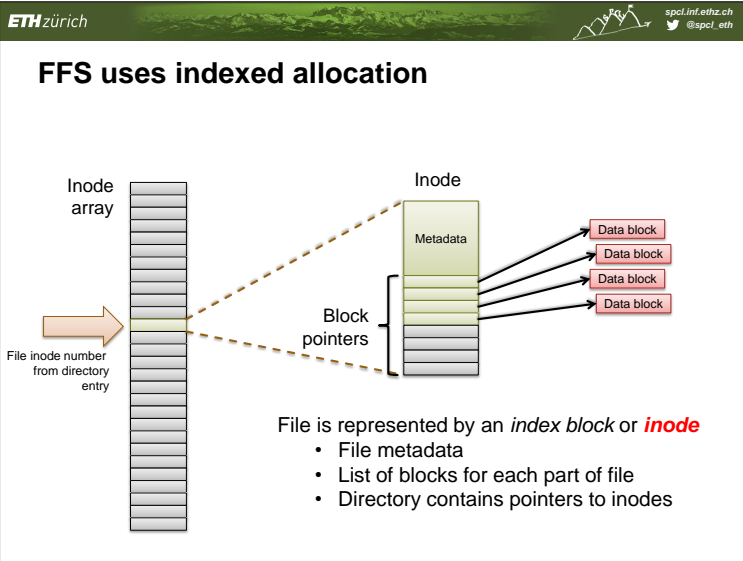 ETH zürich
spcl.inf.ethz.ch
@spcl_eth
FFS uses indexed allocation
Inode
array
Inode
Metadata
Data block
Data block
Data block
Data block
Block
pointers
File inode number
from directory
entry
File is represented by an index block or inode
• File metadata
• List of blocks for each part of file
• Directory contains pointers to inodes